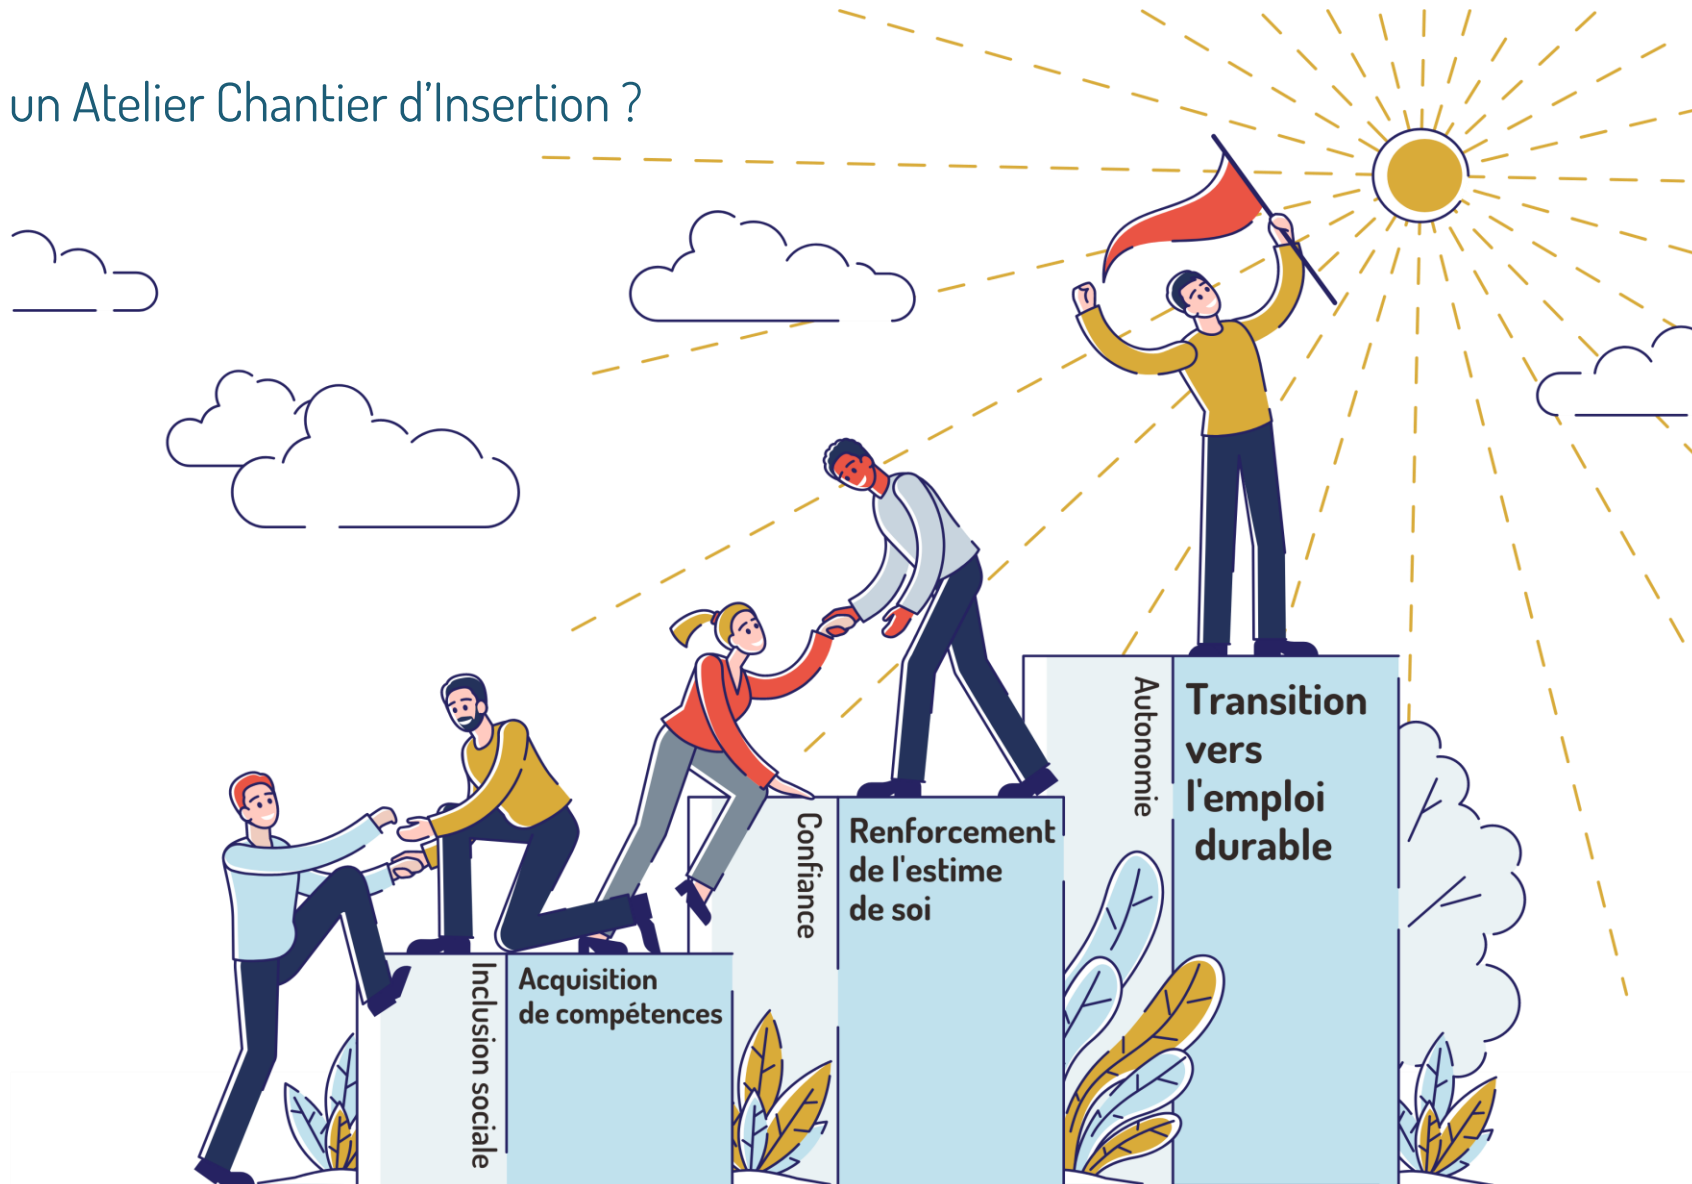 un Atelier Chantier d'Insertion ?
Inclusion sociale
Acquisition
de compétences
Confiance
Renforcement
de l'estime
de soi
Autonomie
Transition
vers
l'emploi
durable